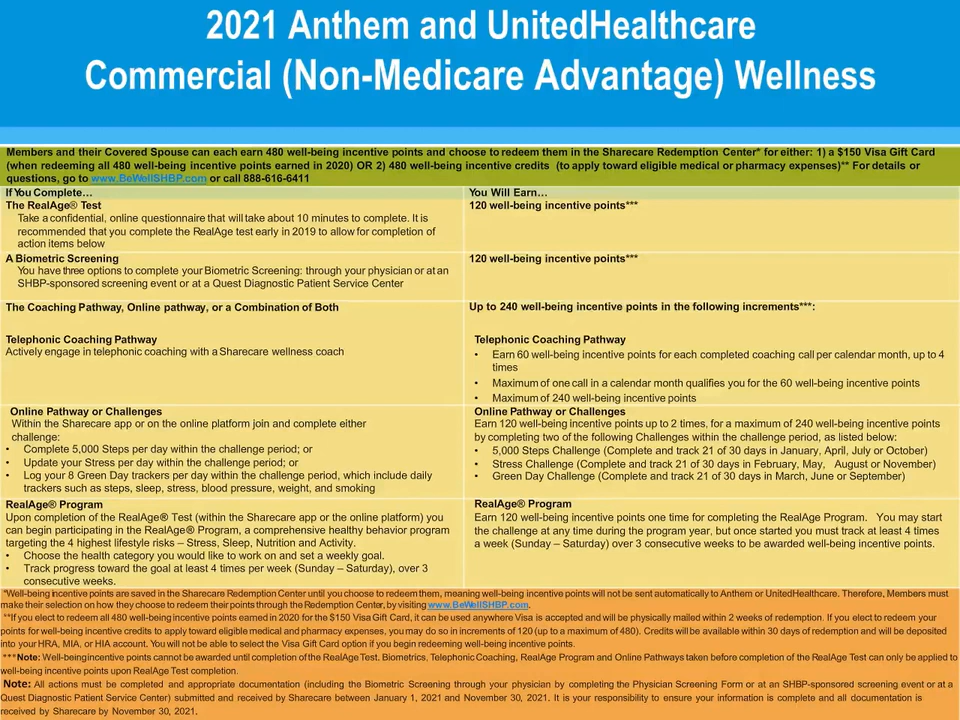 2021 Anthem and UnitedHealthcare
Commercial (Non-Medicare Advantage) Wellness
Members and their Covered Spouse can each earn 480 well-being incentive points and choose to redeem them in the Sharecare Redemption Center* for either: 1) a $150 Visa Gift Card
(when redeeming all 480 well-being incentive points earned in 2020) OR 2) 480 well-being incentive credits (to apply toward eligible medical or pharmacy expenses)** For details or
questions, go to www.BeWellSHBP.com or call 888-616-6411
If You Complete…
You Will Earn…
The RealAge® Test
Take a confidential, online questionnaire that will take about 10 minutes to complete. It is
recommended that you complete the RealAge test early in 2019 to allow for completion of
action items below
120 well-being incentive points***
A Biometric Screening
You have three options to complete your Biometric Screening: through your physician or at an
SHBP-sponsored screening event or at a Quest Diagnostic Patient Service Center
120 well-being incentive points***
The Coaching Pathway, Online pathway, or a Combination of Both
Up to 240 well-being incentive points in the following increments***:
Telephonic Coaching Pathway
Actively engage in telephonic coaching with a Sharecare wellness coach
Telephonic Coaching Pathway
• Earn 60 well-being incentive points for each completed coaching call per calendar month, up to 4
times
• Maximum of one call in a calendar month qualifies you for the 60 well-being incentive points
• Maximum of 240 well-being incentive points
Online Pathway or Challenges
Within the Sharecare app or on the online platform join and complete either
challenge:
• Complete 5,000 Steps per day within the challenge period; or
• Update your Stress per day within the challenge period; or
• Log your 8 Green Day trackers per day within the challenge period, which include daily
trackers such as steps, sleep, stress, blood pressure, weight, and smoking
Online Pathway or Challenges
Earn 120 well-being incentive points up to 2 times, for a maximum of 240 well-being incentive points
by completing two of the following Challenges within the challenge period, as listed below:
• 5,000 Steps Challenge (Complete and track 21 of 30 days in January, April, July or October)
• Stress Challenge (Complete and track 21 of 30 days in February, May, August or November)
• Green Day Challenge (Complete and track 21 of 30 days in March, June or September)
RealAge® Program
Upon completion of the RealAge® Test (within the Sharecare app or the online platform) you
can begin participating in the RealAge® Program, a comprehensive healthy behavior program
targeting the 4 highest lifestyle risks – Stress, Sleep, Nutrition and Activity.
• Choose the health category you would like to work on and set a weekly goal.
• Track progress toward the goal at least 4 times per week (Sunday – Saturday), over 3
consecutive weeks.
RealAge® Program
Earn 120 well-being incentive points one time for completing the RealAge Program. You may start
the challenge at any time during the program year, but once started you must track at least 4 times
a week (Sunday – Saturday) over 3 consecutive weeks to be awarded well-being incentive points.
*Well-being incentive points are saved in the Sharecare Redemption Center until you choose to redeem them, meaning well-being incentive points will not be sent automatically to Anthem or UnitedHealthcare. Therefore, Members must
make their selection on how they choose to redeem their points through the Redemption Center, by visiting www.BeWellSHBP.com.
**If you elect to redeem all 480 well-being incentive points earned in 2020 for the $150 Visa Gift Card, it can be used anywhere Visa is accepted and will be physically mailed within 2 weeks of redemption. If you elect to redeem your
points for well-being incentive credits to apply toward eligible medical and pharmacy expenses, you may do so in increments of 120 (up to a maximum of 480). Credits will be available within 30 days of redemption and will be deposited
into your HRA, MIA, or HIA account. You will not be able to select the Visa Gift Card option if you begin redeeming well-being incentive points.
***Note: Well-being incentive points cannot be awarded until completion of the RealAge Test. Biometrics, Telephonic Coaching, RealAge Program and Online Pathways taken before completion of the RealAge Test can only be applied to
well-being incentive points upon RealAge Test completion.
Note: All actions must be completed and appropriate documentation (including the Biometric Screening through your physician by completing the Physician Screening Form or at an SHBP-sponsored screening event or at a
Quest Diagnostic Patient Service Center) submitted and received by Sharecare between January 1, 2021 and November 30, 2021. It is your responsibility to ensure your information is complete and all documentation is
received by Sharecare by November 30, 2021.